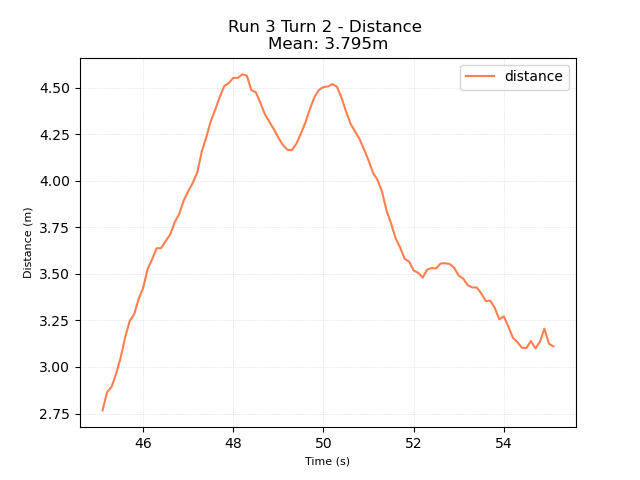 Run 3 Turn 2 - Distance
Mean: 3.795m
distance
4.50
4.25
4.00
3.75
3.50
3.25
3.00
2.75
Distance (m)
46 48 50 52 54
Time (s)